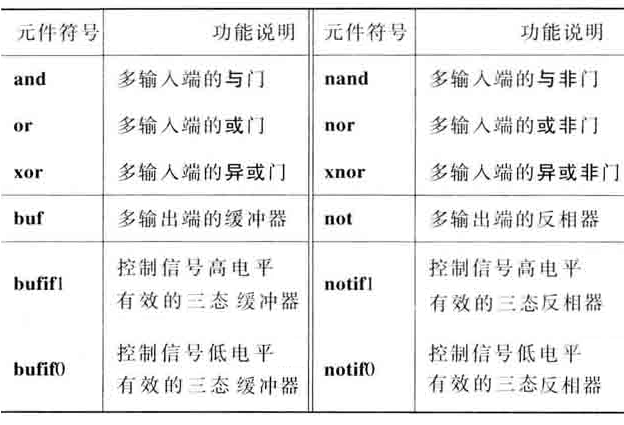 元件符号 功能说明 元件符号 功能说明
and 多输入端的与门 nand 多输入端的与非门
or 多输入端的或门 nor 多输入端的或非门
xor 多输入端的异或门 xnor 多输入端的异或非门
buf 多输出端的缓冲器 not 多输出端的反相器
bufif1 控制信号高电平 notif1 控制信号高电平
有效的三态缓冲器 有效的三态反相器
bufif0 控制信号低电平 notif0 控制信号低电平
有效的三态缓冲器 有效的三态反相器